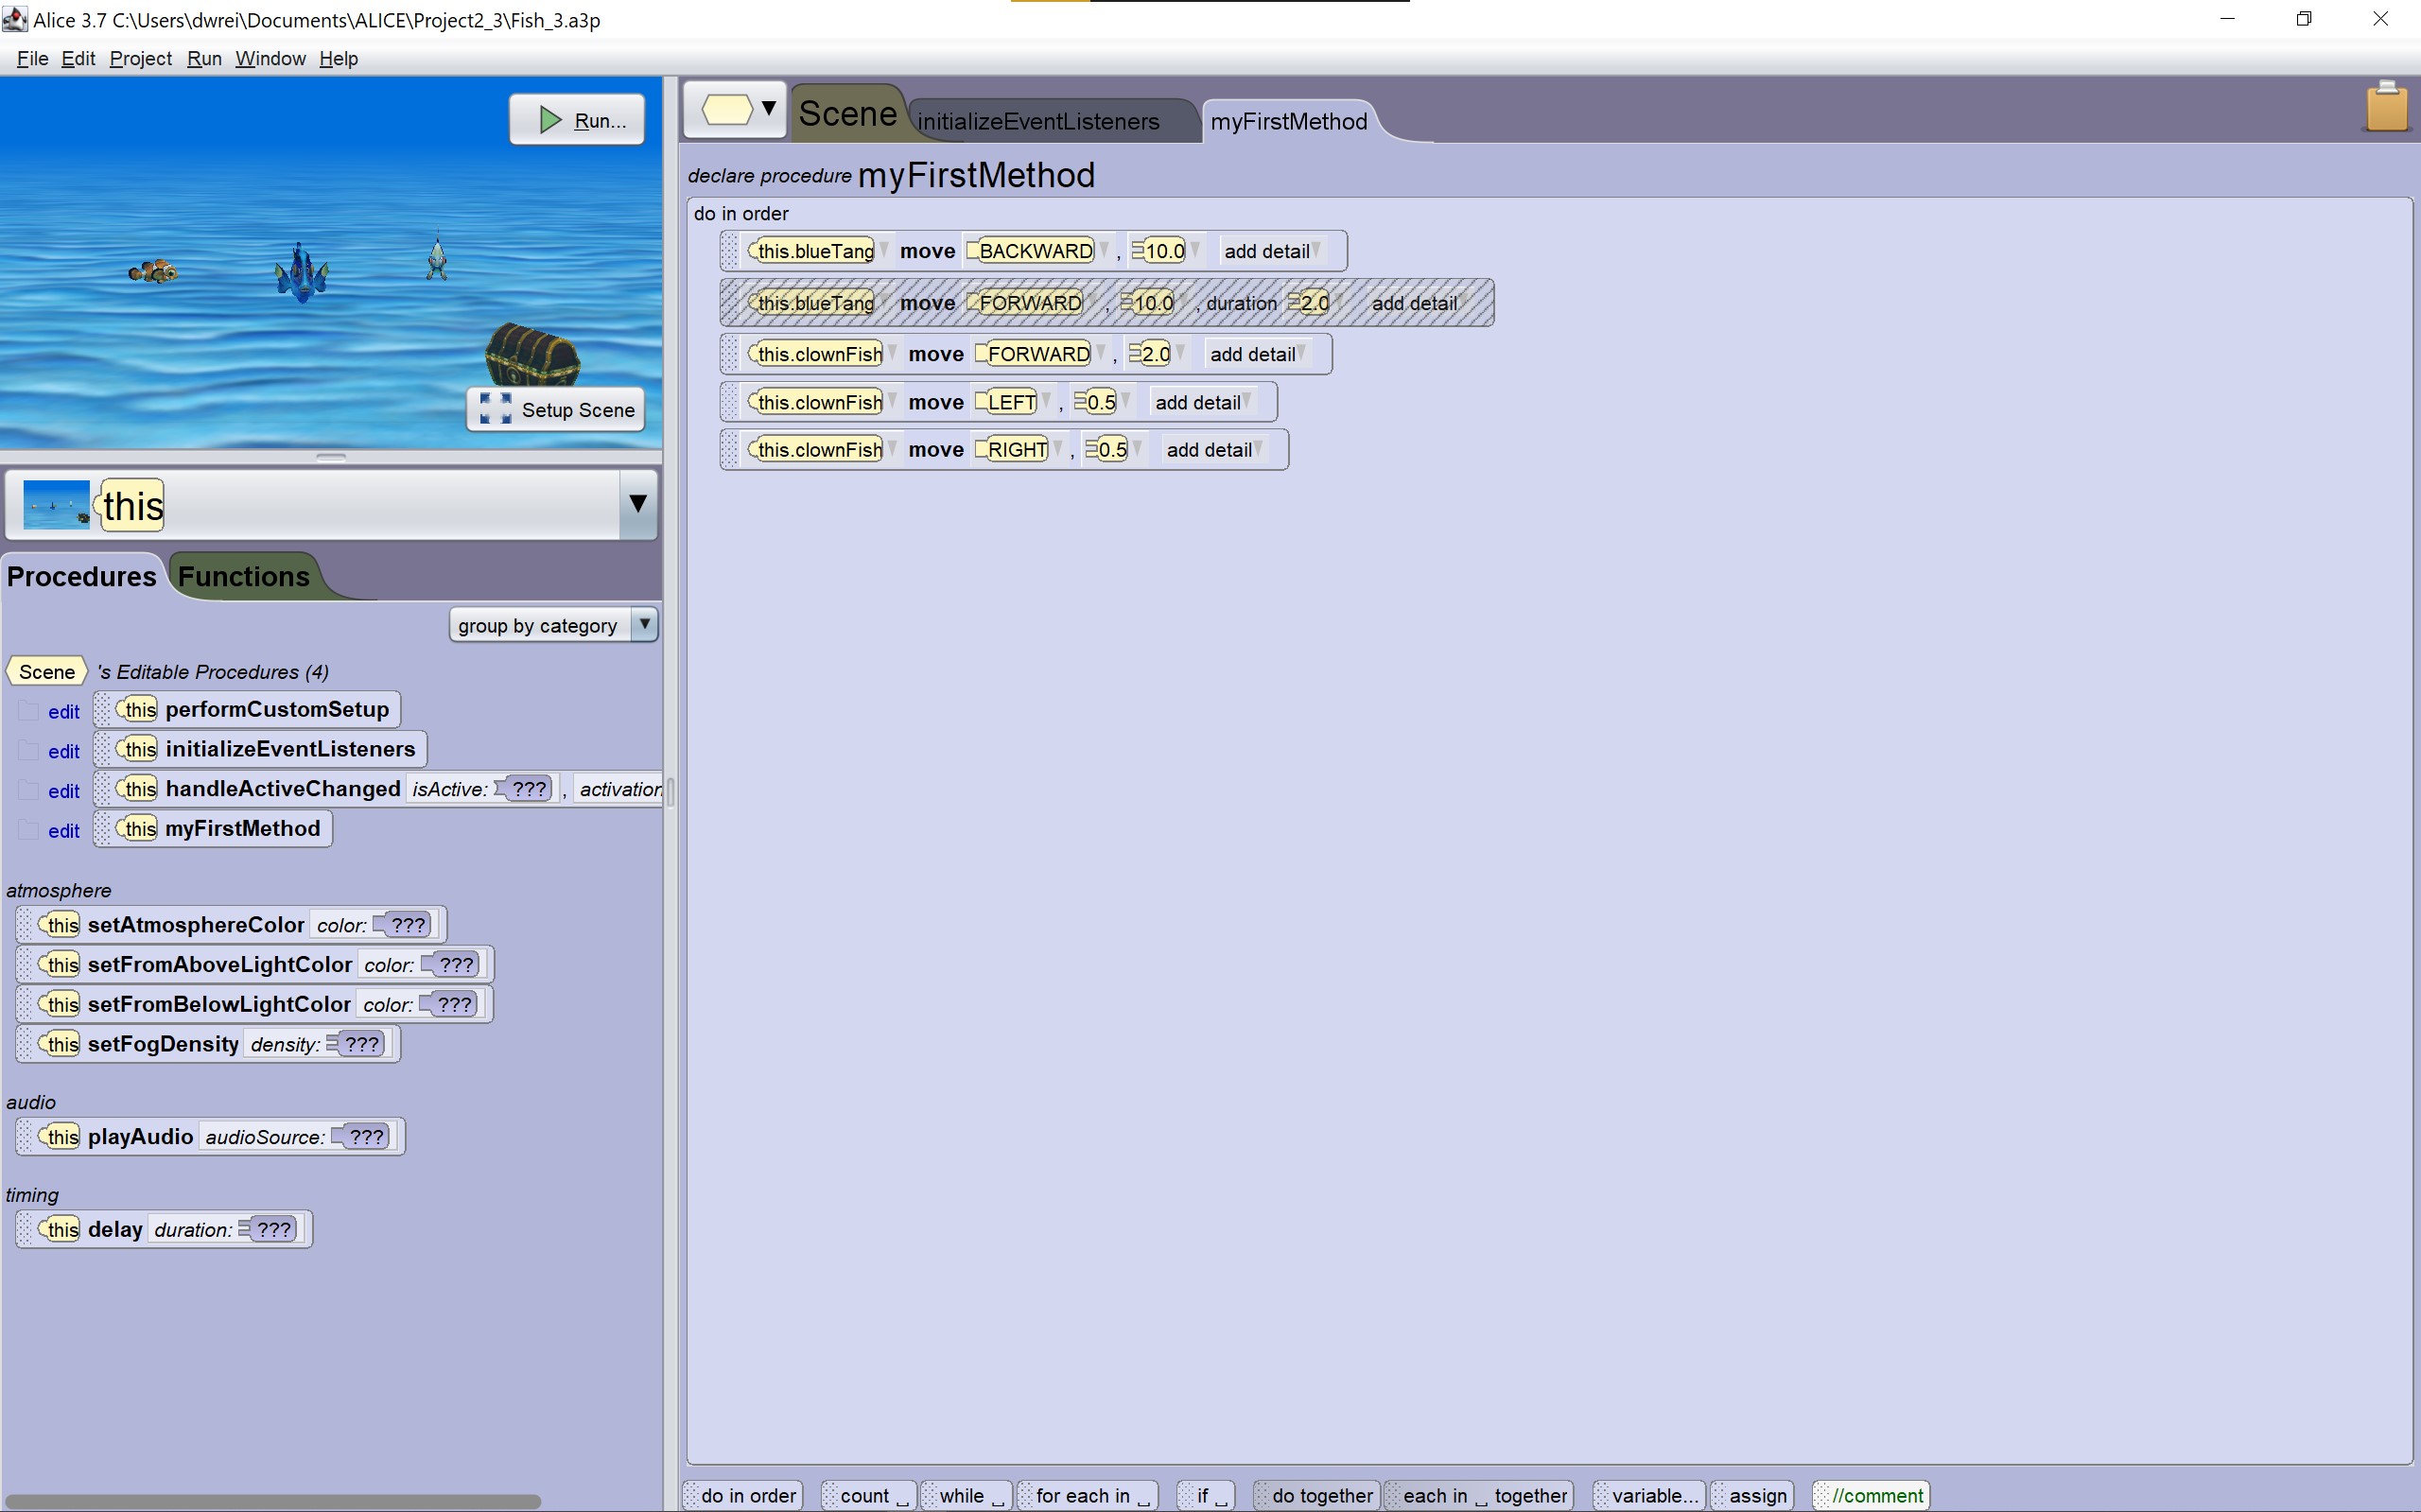 Alice 3.7 C:\Users\dwrei\Documents\ALICE\Project2_3\Fish_3.a3p
File Edit Project Run Window Help
Run...
Setup Scene
this
Procedures Functions
group by category
Scene 's Editable Procedures (4)
edit this performCustomSetup
edit this initializeEventListeners
edit this handleActiveChanged isActive: ??? , activation
edit this myFirstMethod
atmosphere
this setAtmosphereColor color: ???
this setFromAboveLightColor color: ???
this setFromBelowLightColor color: ???
this setFogDensity density: ???
audio
this playAudio audioSource: ???
timing
this delay duration: ???
Scene initializeEventListeners myFirstMethod
declare procedure myFirstMethod
do in order
this.blueTang move BACKWARD , 10.0 add detail
this.blueTang move FORWARD , 10.0 , duration 2.0 add detail
this.clownFish move FORWARD , 2.0 add detail
this.clownFish move LEFT , 0.5 add detail
this.clownFish move RIGHT , 0.5 add detail
do in order count ␣ while ␣ for each in ␣ if ␣ do together each in ␣ together variable... assign //comment